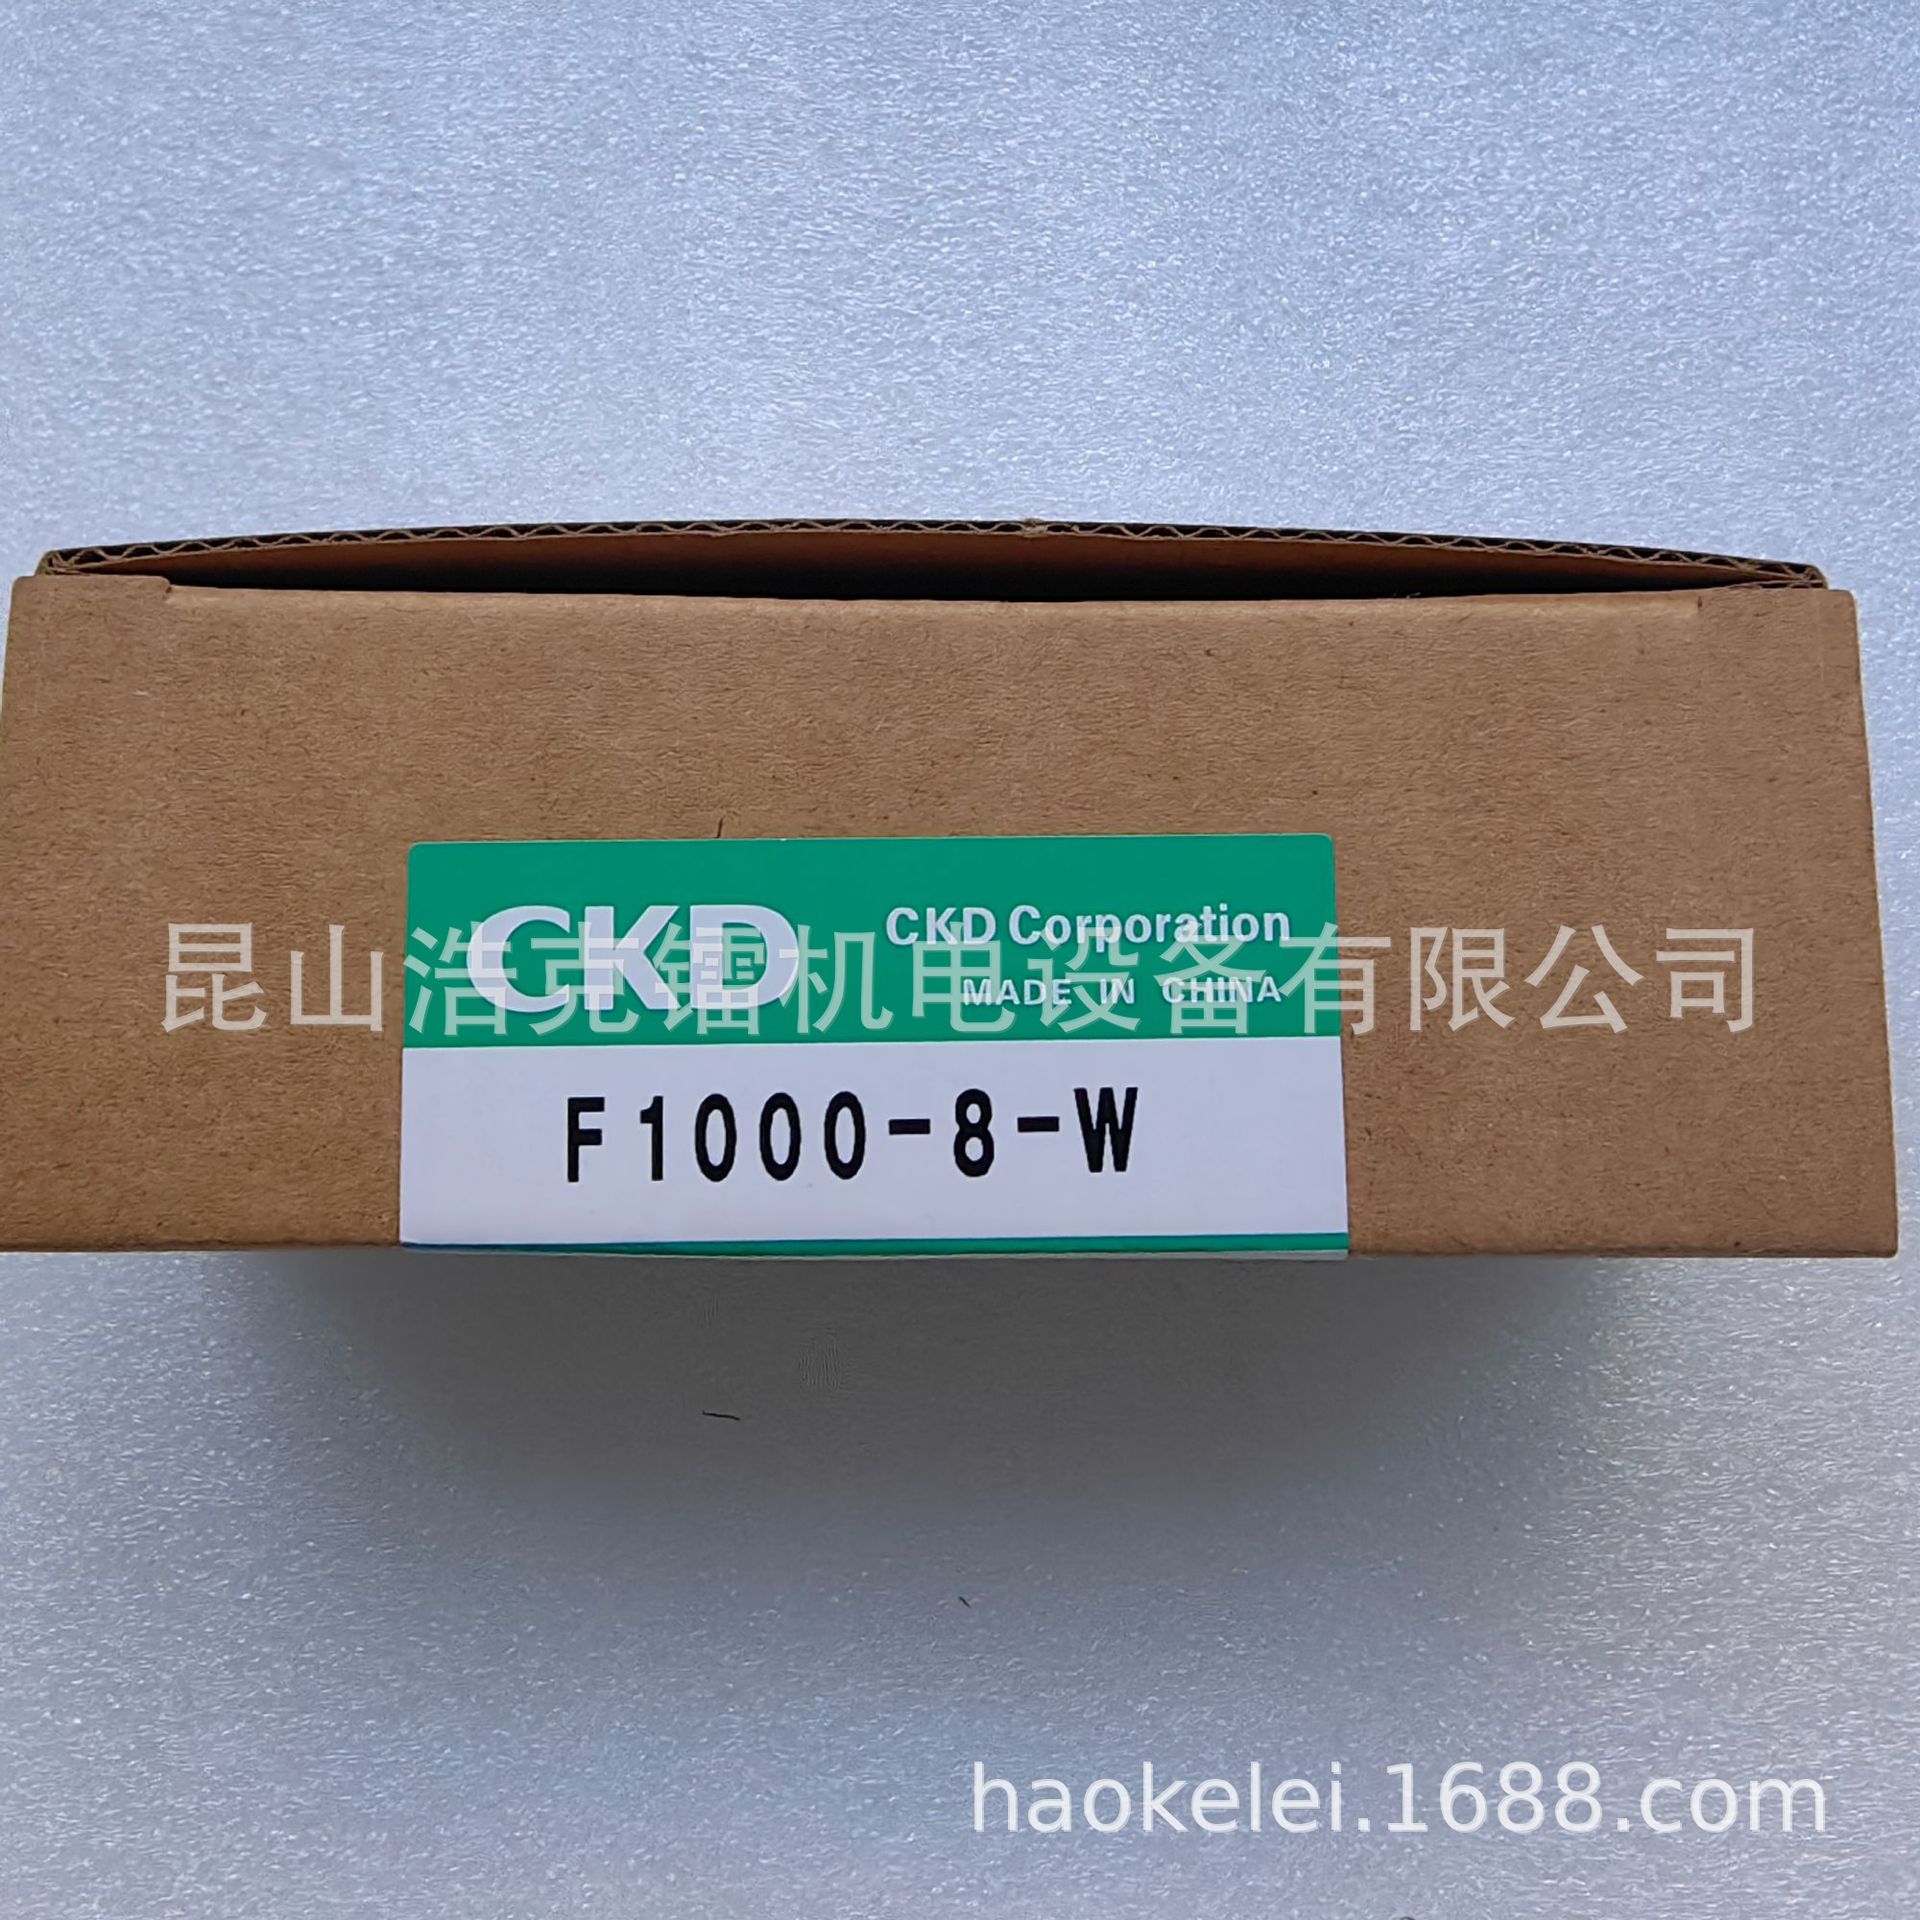 CKD
CKD Corporation
MADE IN CHINA
昆山浩克镭机电设备有限公司
F1000-8-W
haokelei.1688.com